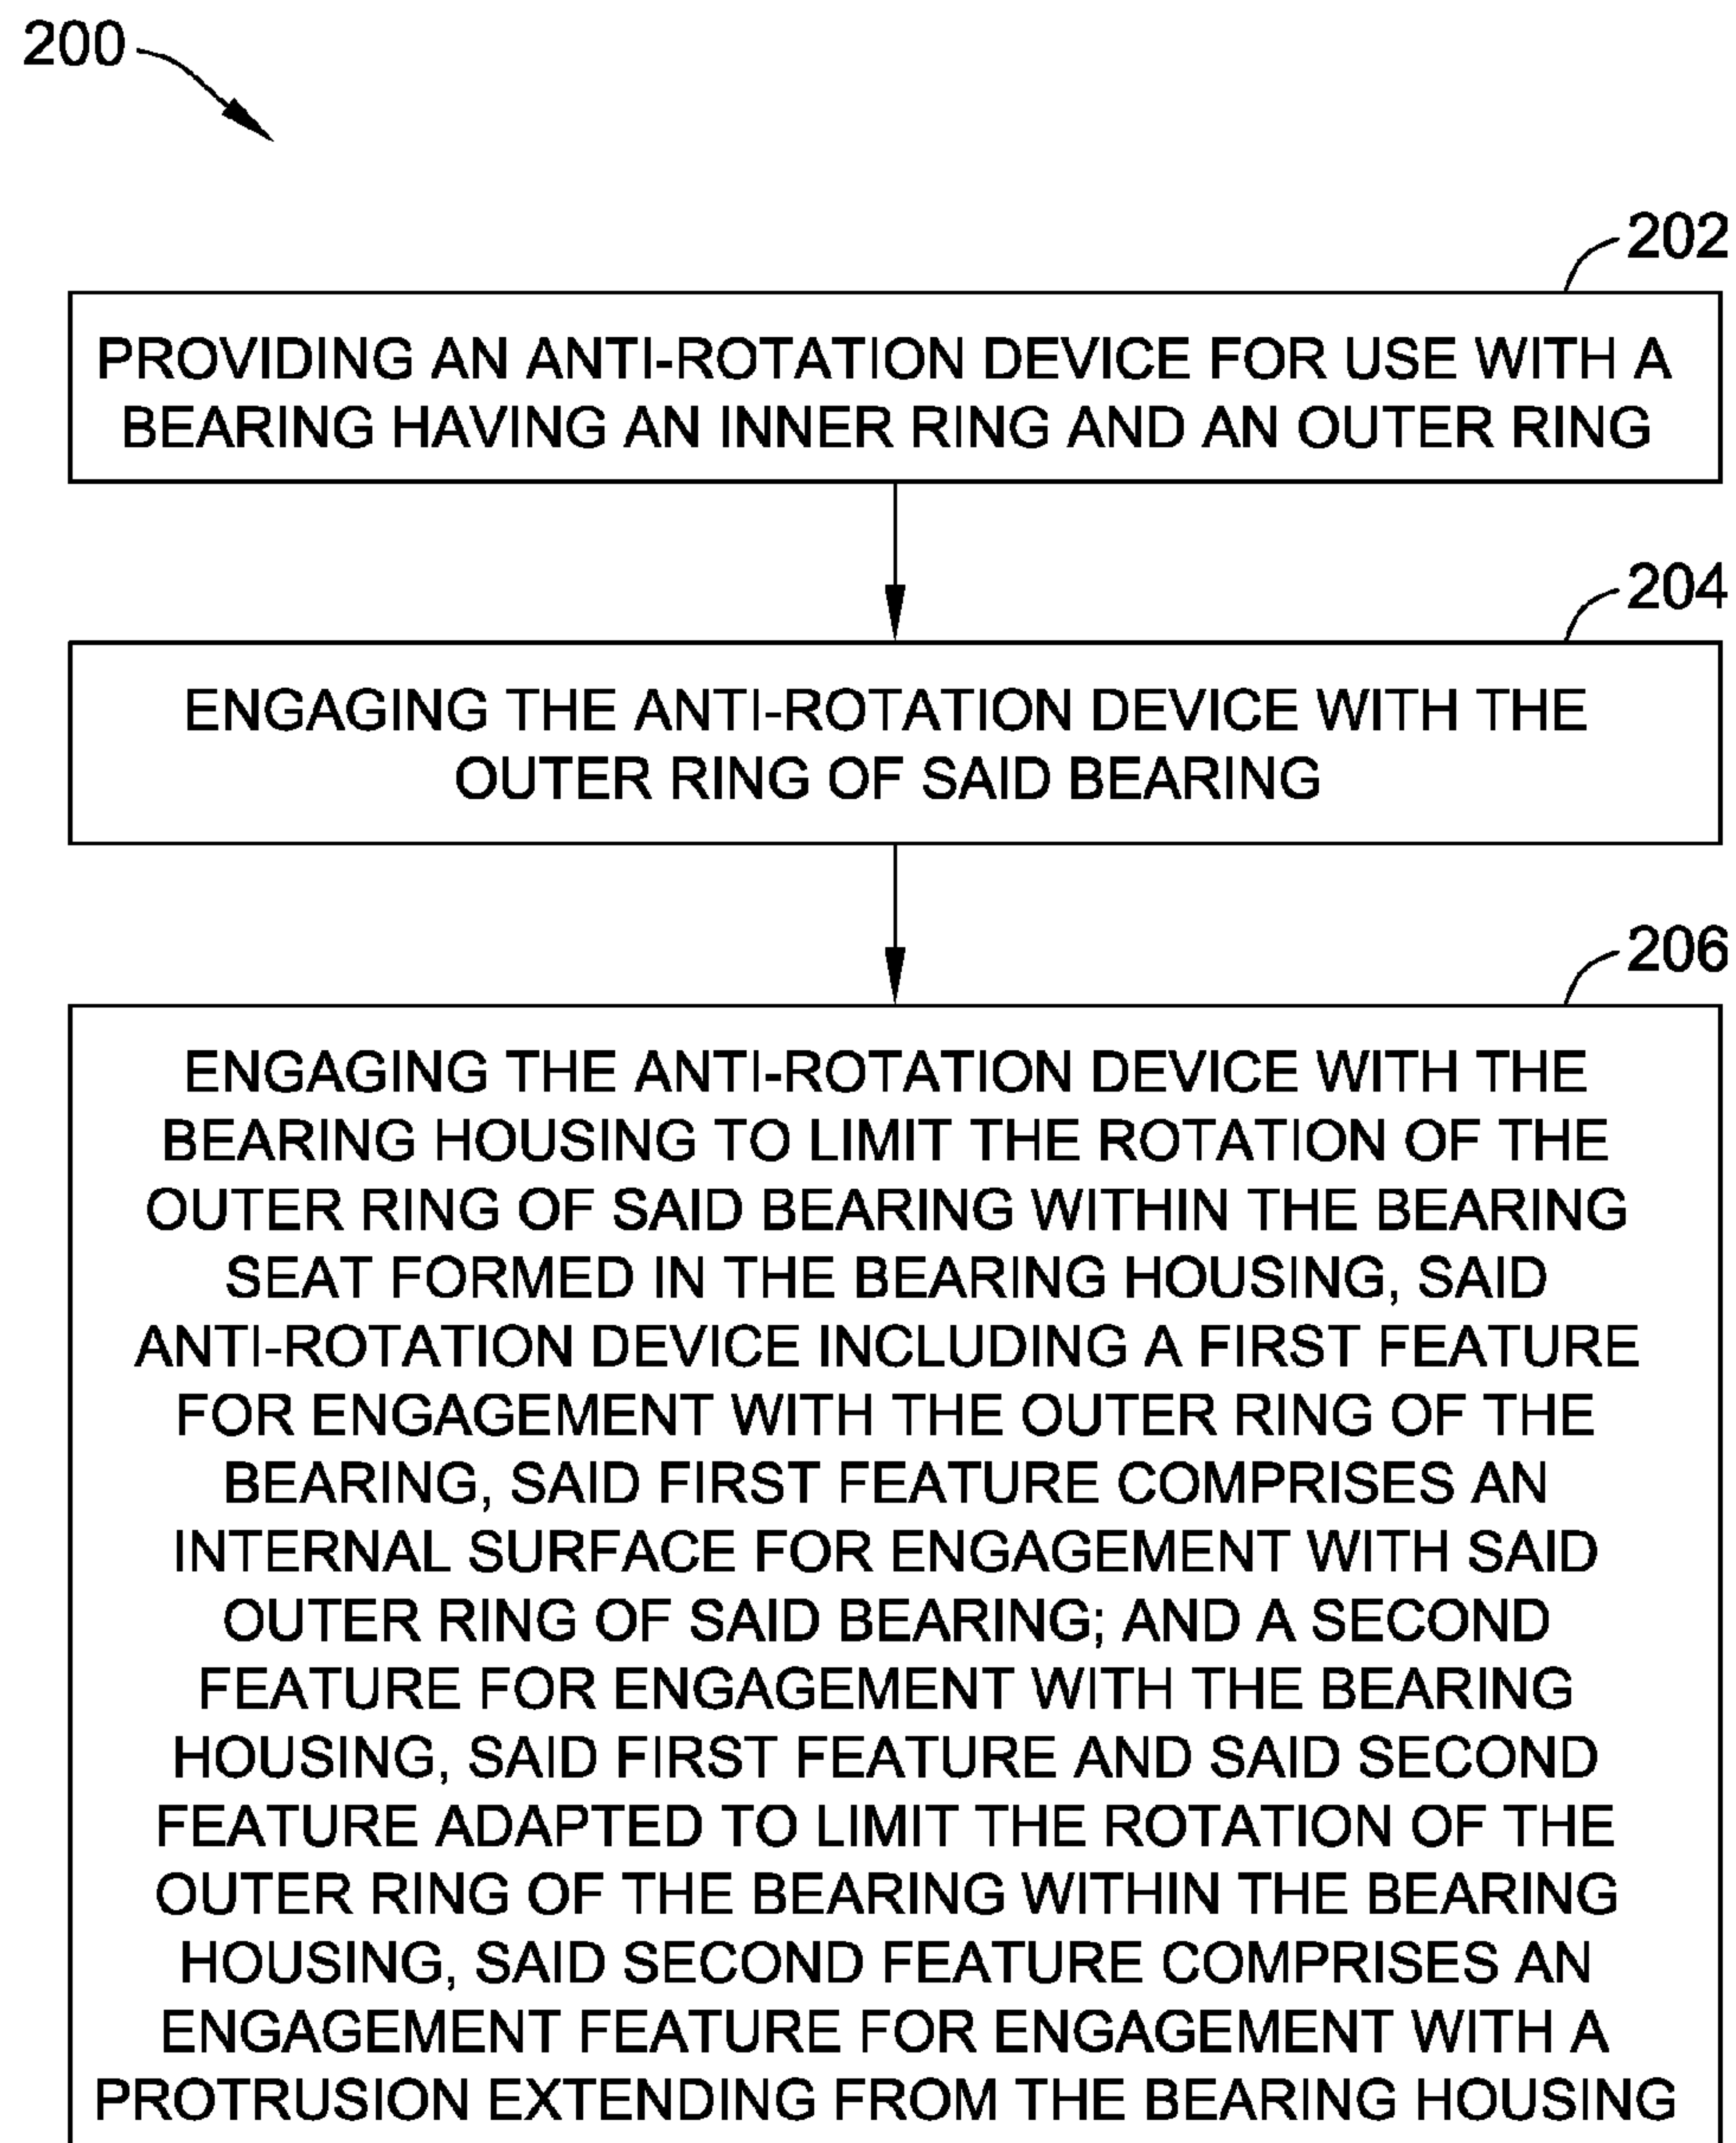 200
202
PROVIDING AN ANTI-ROTATION DEVICE FOR USE WITH A
BEARING HAVING AN INNER RING AND AN OUTER RING
204
ENGAGING THE ANTI-ROTATION DEVICE WITH THE
OUTER RING OF SAID BEARING
206
ENGAGING THE ANTI-ROTATION DEVICE WITH THE
BEARING HOUSING TO LIMIT THE ROTATION OF THE
OUTER RING OF SAID BEARING WITHIN THE BEARING
SEAT FORMED IN THE BEARING HOUSING, SAID
ANTI-ROTATION DEVICE INCLUDING A FIRST FEATURE
FOR ENGAGEMENT WITH THE OUTER RING OF THE
BEARING, SAID FIRST FEATURE COMPRISES AN
INTERNAL SURFACE FOR ENGAGEMENT WITH SAID
OUTER RING OF SAID BEARING; AND A SECOND
FEATURE FOR ENGAGEMENT WITH THE BEARING
HOUSING, SAID FIRST FEATURE AND SAID SECOND
FEATURE ADAPTED TO LIMIT THE ROTATION OF THE
OUTER RING OF THE BEARING WITHIN THE BEARING
HOUSING, SAID SECOND FEATURE COMPRISES AN
ENGAGEMENT FEATURE FOR ENGAGEMENT WITH A
PROTRUSION EXTENDING FROM THE BEARING HOUSING